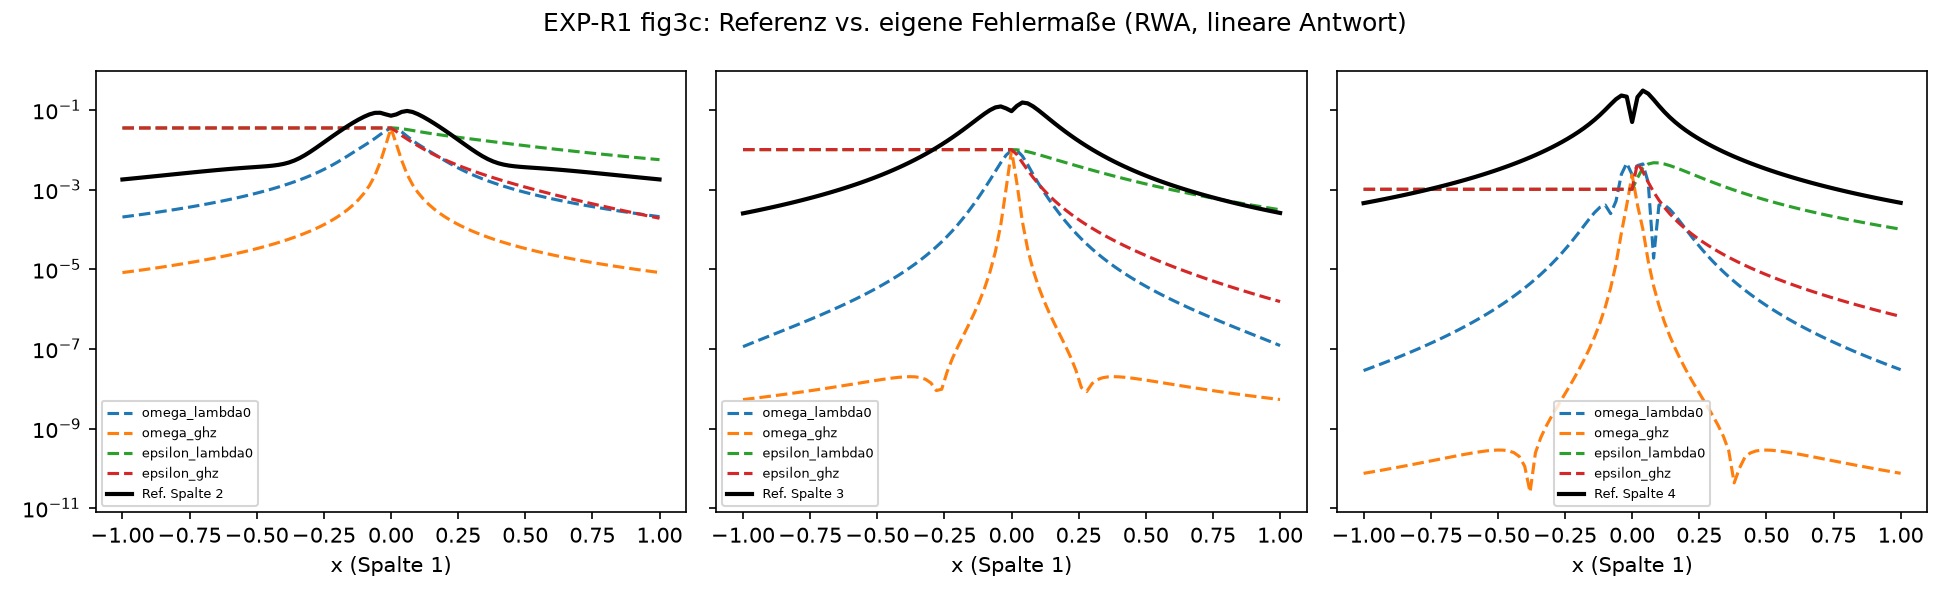 EXP-R1 fig3c: Referenz vs. eigene Fehlermaße (RWA, lineare Antwort)
10⁻¹
10⁻³
10⁻⁵
10⁻⁷
10⁻⁹
10⁻¹¹
omega_lambda0
omega_ghz
epsilon_lambda0
epsilon_ghz
Ref. Spalte 2
−1.00 −0.75 −0.50 −0.25 0.00 0.25 0.50 0.75 1.00
x (Spalte 1)
omega_lambda0
omega_ghz
epsilon_lambda0
epsilon_ghz
Ref. Spalte 3
−1.00 −0.75 −0.50 −0.25 0.00 0.25 0.50 0.75 1.00
x (Spalte 1)
omega_lambda0
omega_ghz
epsilon_lambda0
epsilon_ghz
Ref. Spalte 4
−1.00 −0.75 −0.50 −0.25 0.00 0.25 0.50 0.75 1.00
x (Spalte 1)